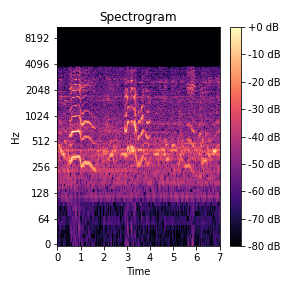 Spectrogram
+0 dB
8192
-10 dB
4096
-20 dB
2048
-30 dB
1024
Hz
512
-40 dB
256
-50 dB
128
-60 dB
64
-70 dB
0
-80 dB
0 1 2 3 4 5 6 7
Time